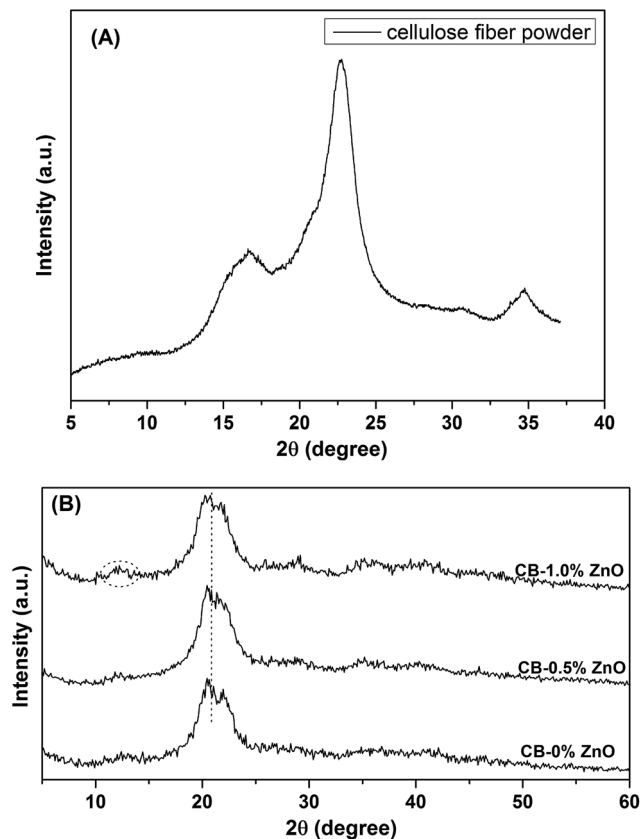 (A)
cellulose fiber powder
Intensity (a.u.)
5 10 15 20 25 30 35 40
2θ (degree)
(B)
CB-1.0% ZnO
CB-0.5% ZnO
CB-0% ZnO
Intensity (a.u.)
10 20 30 40 50 60
2θ (degree)